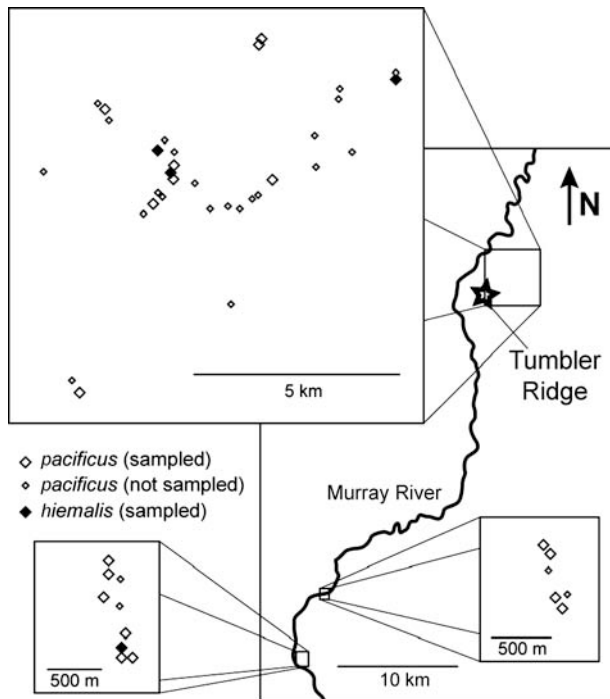 5 km
N
Tumbler
Ridge
pacificus (sampled)
pacificus (not sampled)
hiemalis (sampled)
Murray River
500 m
10 km
500 m